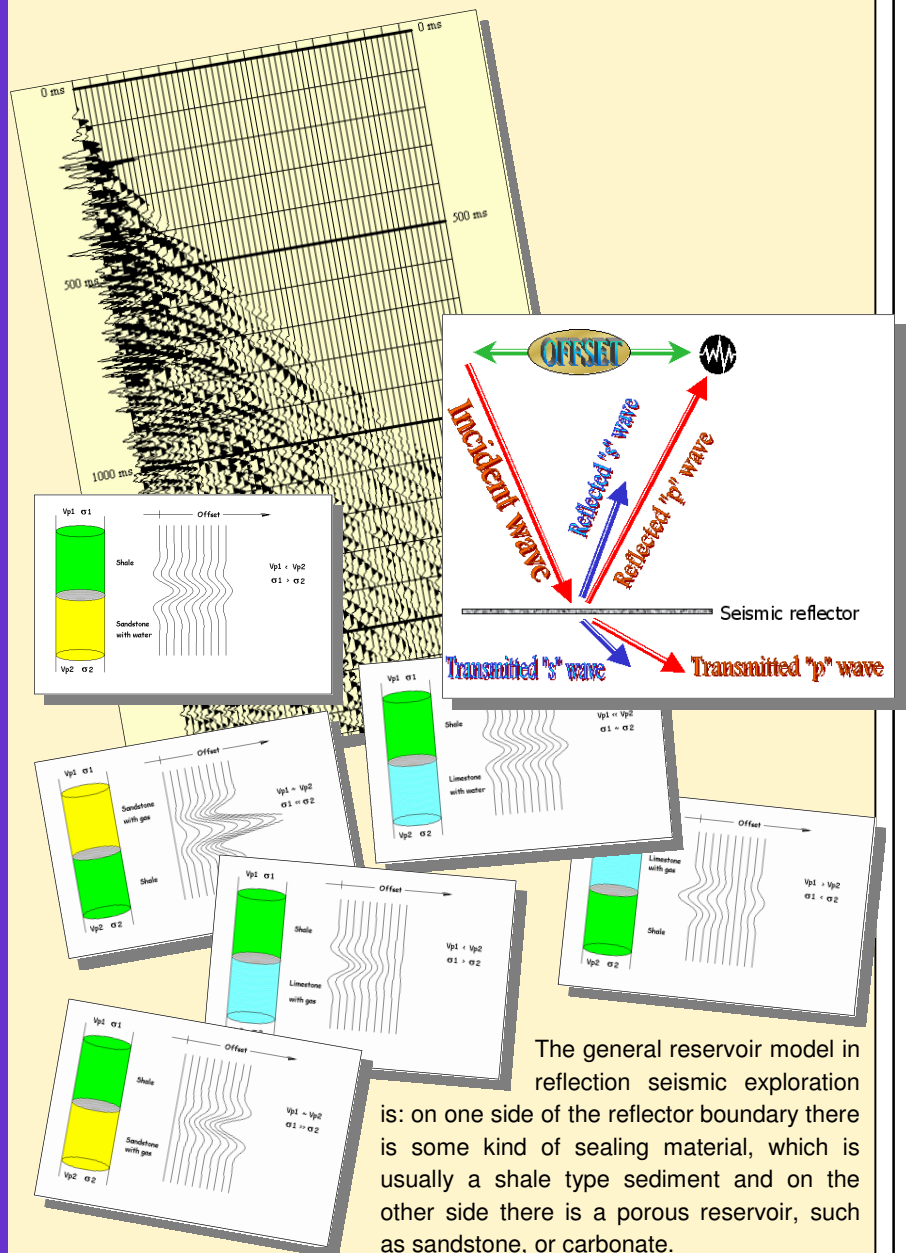 0 ms
0 ms
500 ms
500 ms
1000 ms
OFFSET
Incident wave
Reflected "s" wave
Reflected "p" wave
Seismic reflector
Transmitted "s" wave
Transmitted "p" wave
Vp1 σ1
Offset
Shale
Vp1 < Vp2
σ1 > σ2
Sandstone
with water
Vp2 σ2
Vp1 σ1
Shale
Vp1 << Vp2
σ1 ~ σ2
Limestone
with water
Vp2 σ2
Vp1 σ1
Offset
Sandstone
with gas
Vp1 ~ Vp2
σ1 << σ2
Shale
Vp2 σ2
Offset
Limestone
with gas
Vp1 > Vp2
σ1 < σ2
Shale
Vp2 σ2
Vp1 σ1
Offset
Shale
Vp1 < Vp2
σ1 > σ2
Limestone
with gas
Vp1 σ1
Offset
Shale
Vp1 ~ Vp2
σ1 >> σ2
Sandstone
with gas
Vp2 σ2
The general reservoir model in
reflection seismic exploration
is: on one side of the reflector boundary there
is some kind of sealing material, which is
usually a shale type sediment and on the
other side there is a porous reservoir, such
as sandstone, or carbonate.